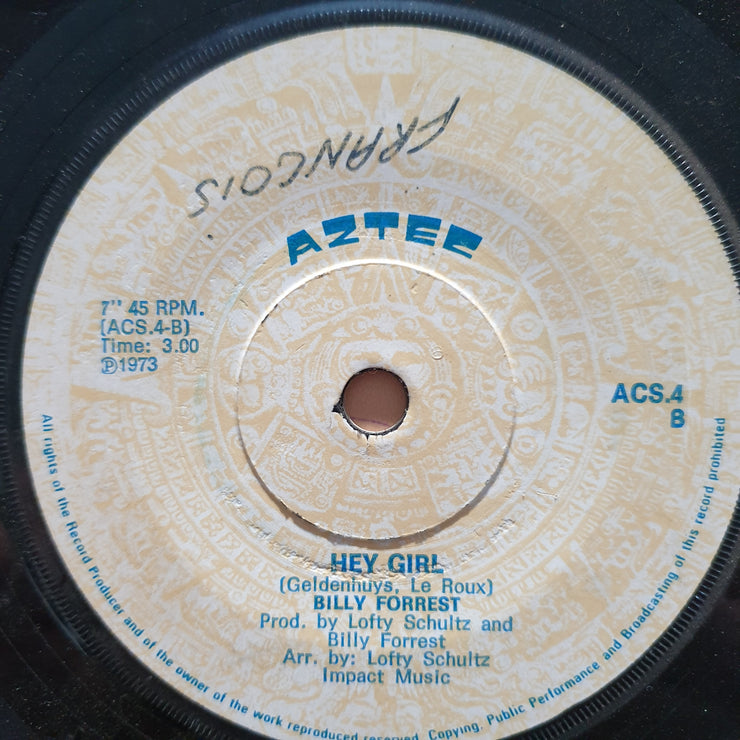 FRANCOIS
AZTEC
7" 45 RPM.
(ACS.4-B)
Time: 3.00
℗1973
ACS.4
B
HEY GIRL
(Geldenhuys, Le Roux)
BILLY FORREST
Prod. by Lofty Schultz and
Billy Forrest
Arr. by: Lofty Schultz
Impact Music
All rights of the Record Producer and of the owner of the work reproduced reserved. Copying, Public Performance and Broadcasting of this record prohibited